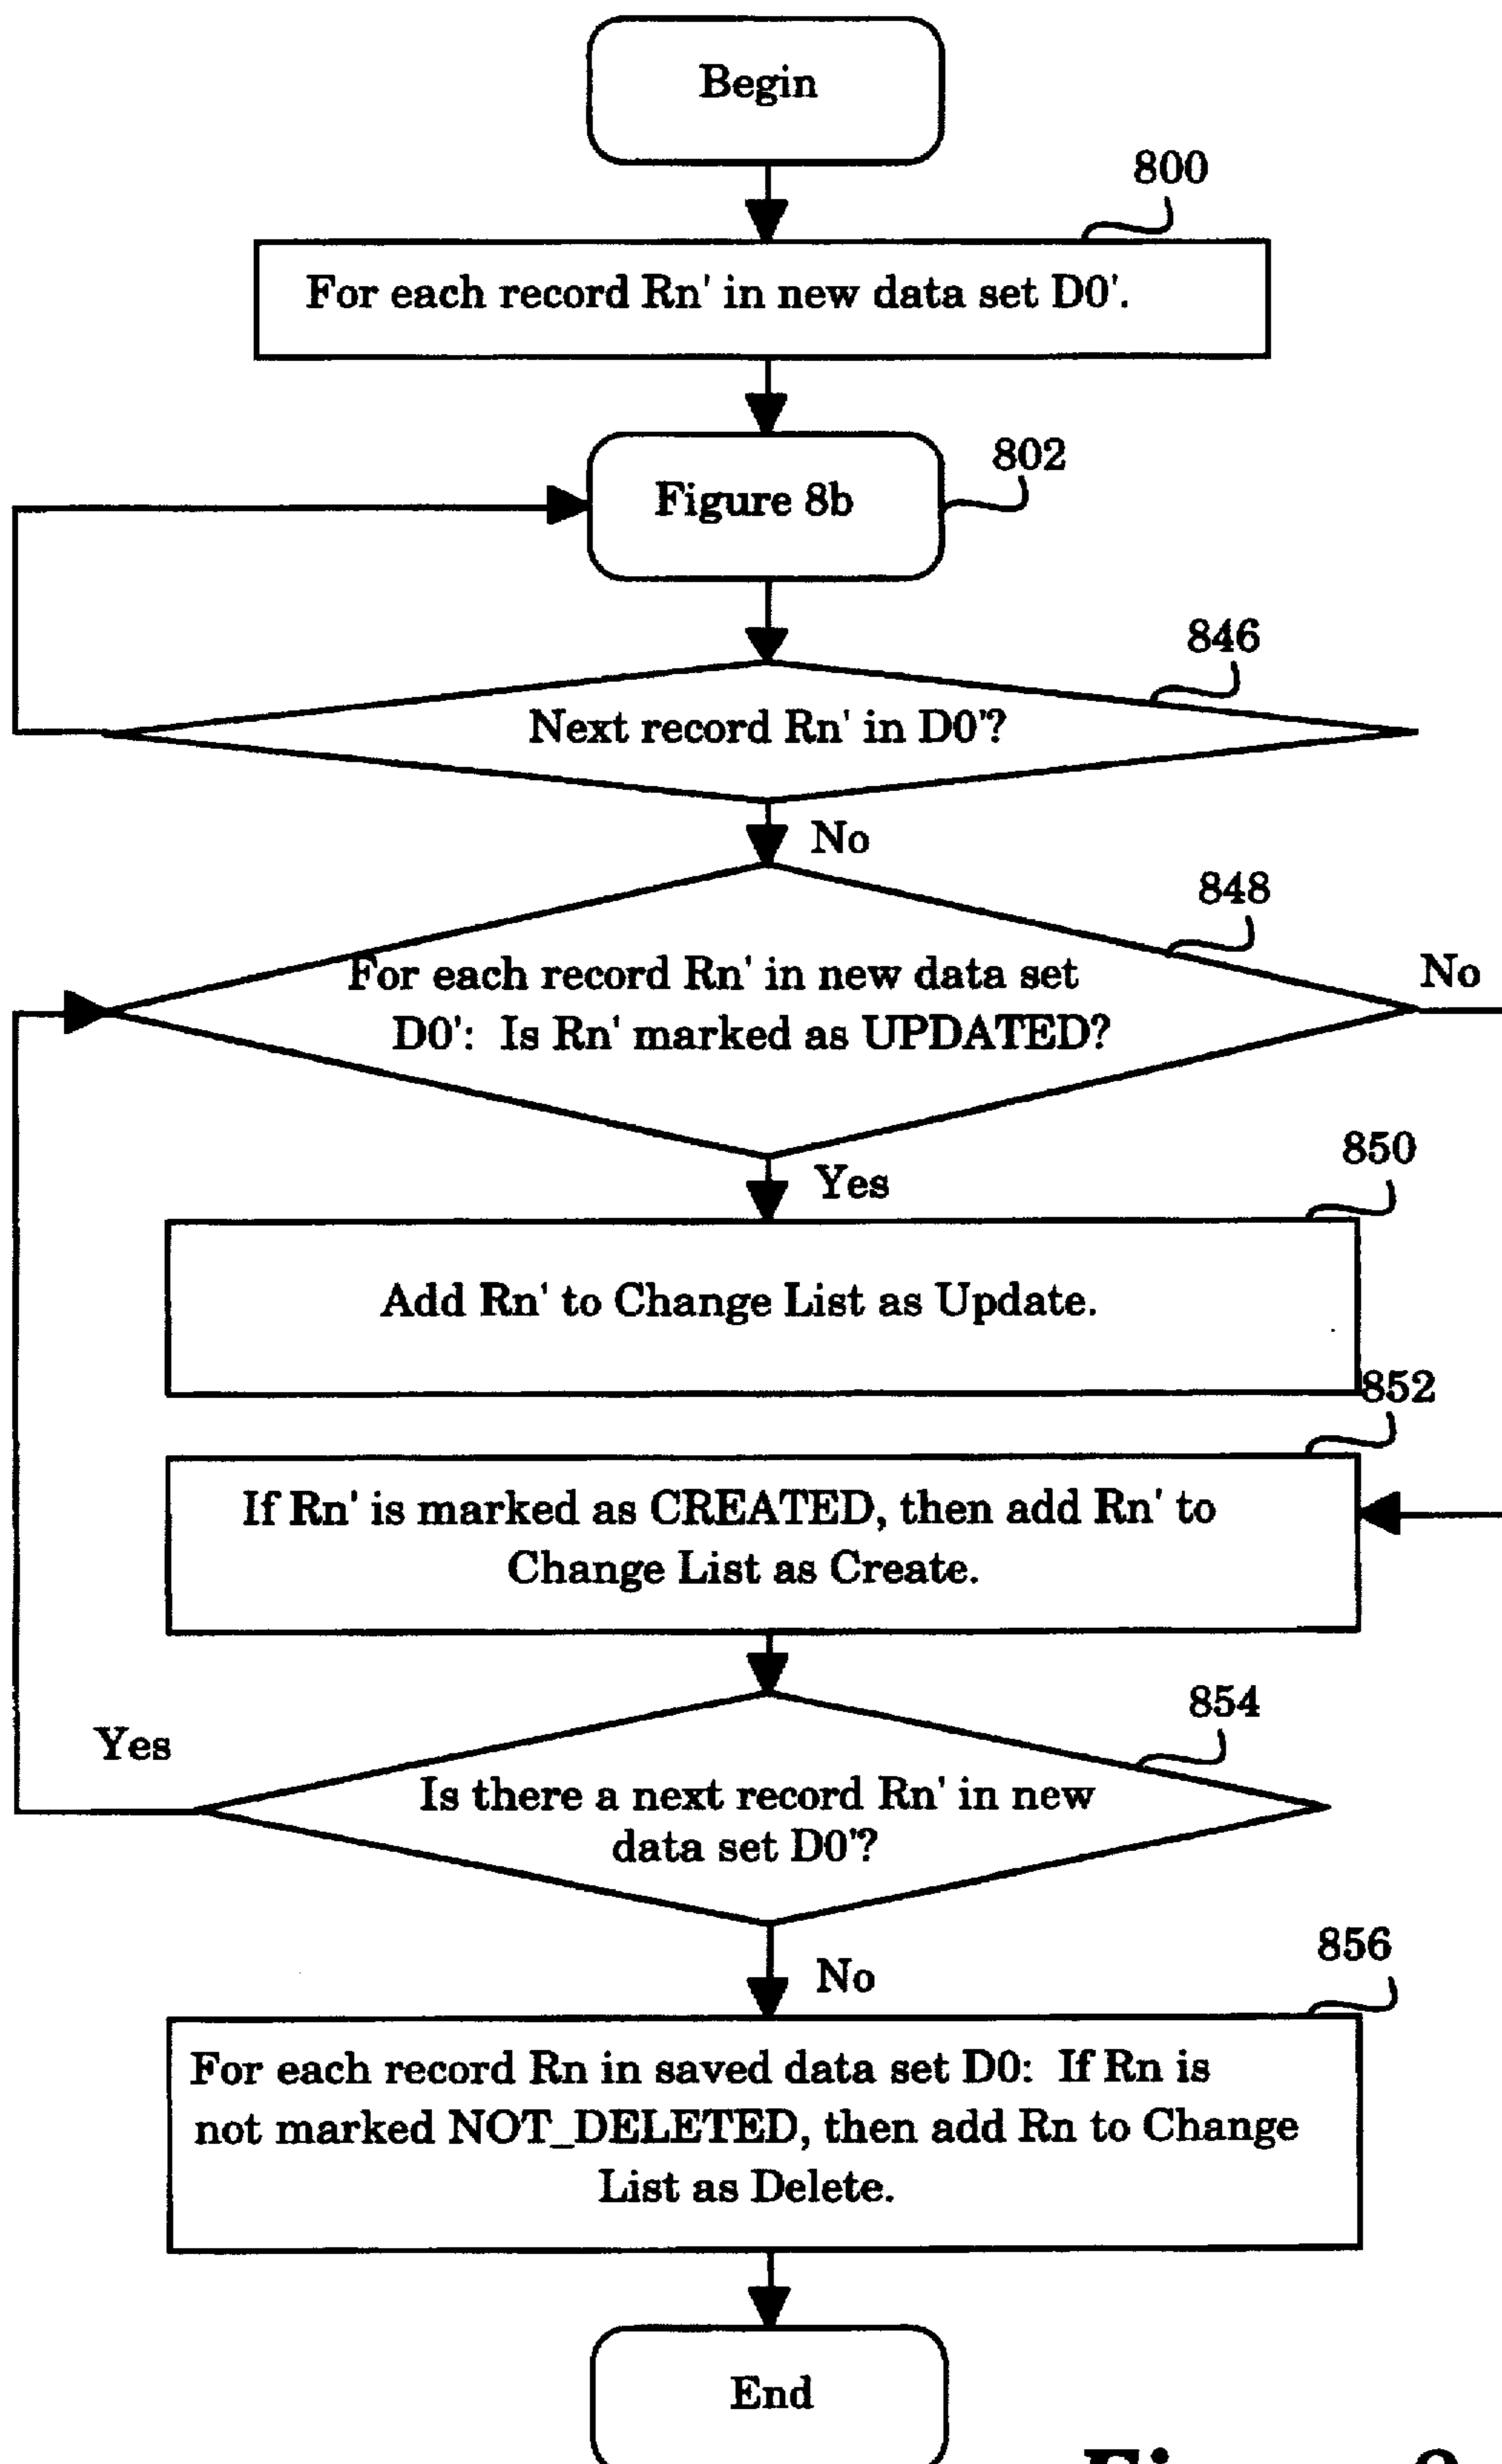 Begin
800
For each record Rn' in new data set D0'.
802
Figure 8b
846
Next record Rn' in D0'?
No
848
For each record Rn' in new data set
D0': Is Rn' marked as UPDATED?
No
Yes
850
Add Rn' to Change List as Update.
852
If Rn' is marked as CREATED, then add Rn' to
Change List as Create.
854
Yes
Is there a next record Rn' in new
data set D0'?
No
856
For each record Rn in saved data set D0: If Rn is
not marked NOT_DELETED, then add Rn to Change
List as Delete.
End